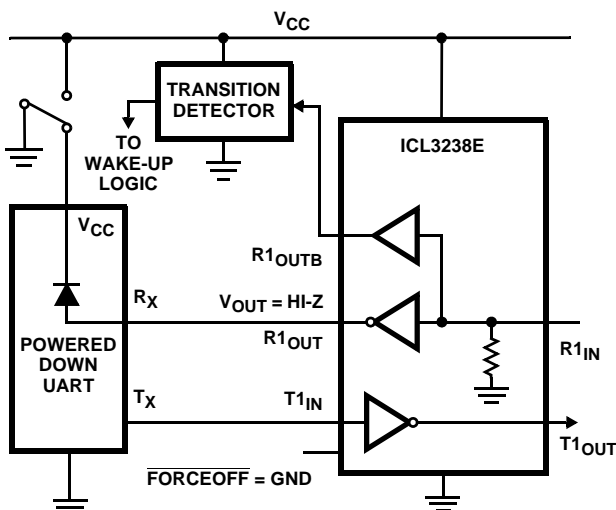 VCC
TRANSITION
DETECTOR
TO
WAKE-UP
LOGIC
ICL3238E
VCC
R1OUTB
RX
VOUT = HI-Z
R1OUT
R1IN
POWERED
DOWN
UART
TX
T1IN
T1OUT
FORCEOFF = GND